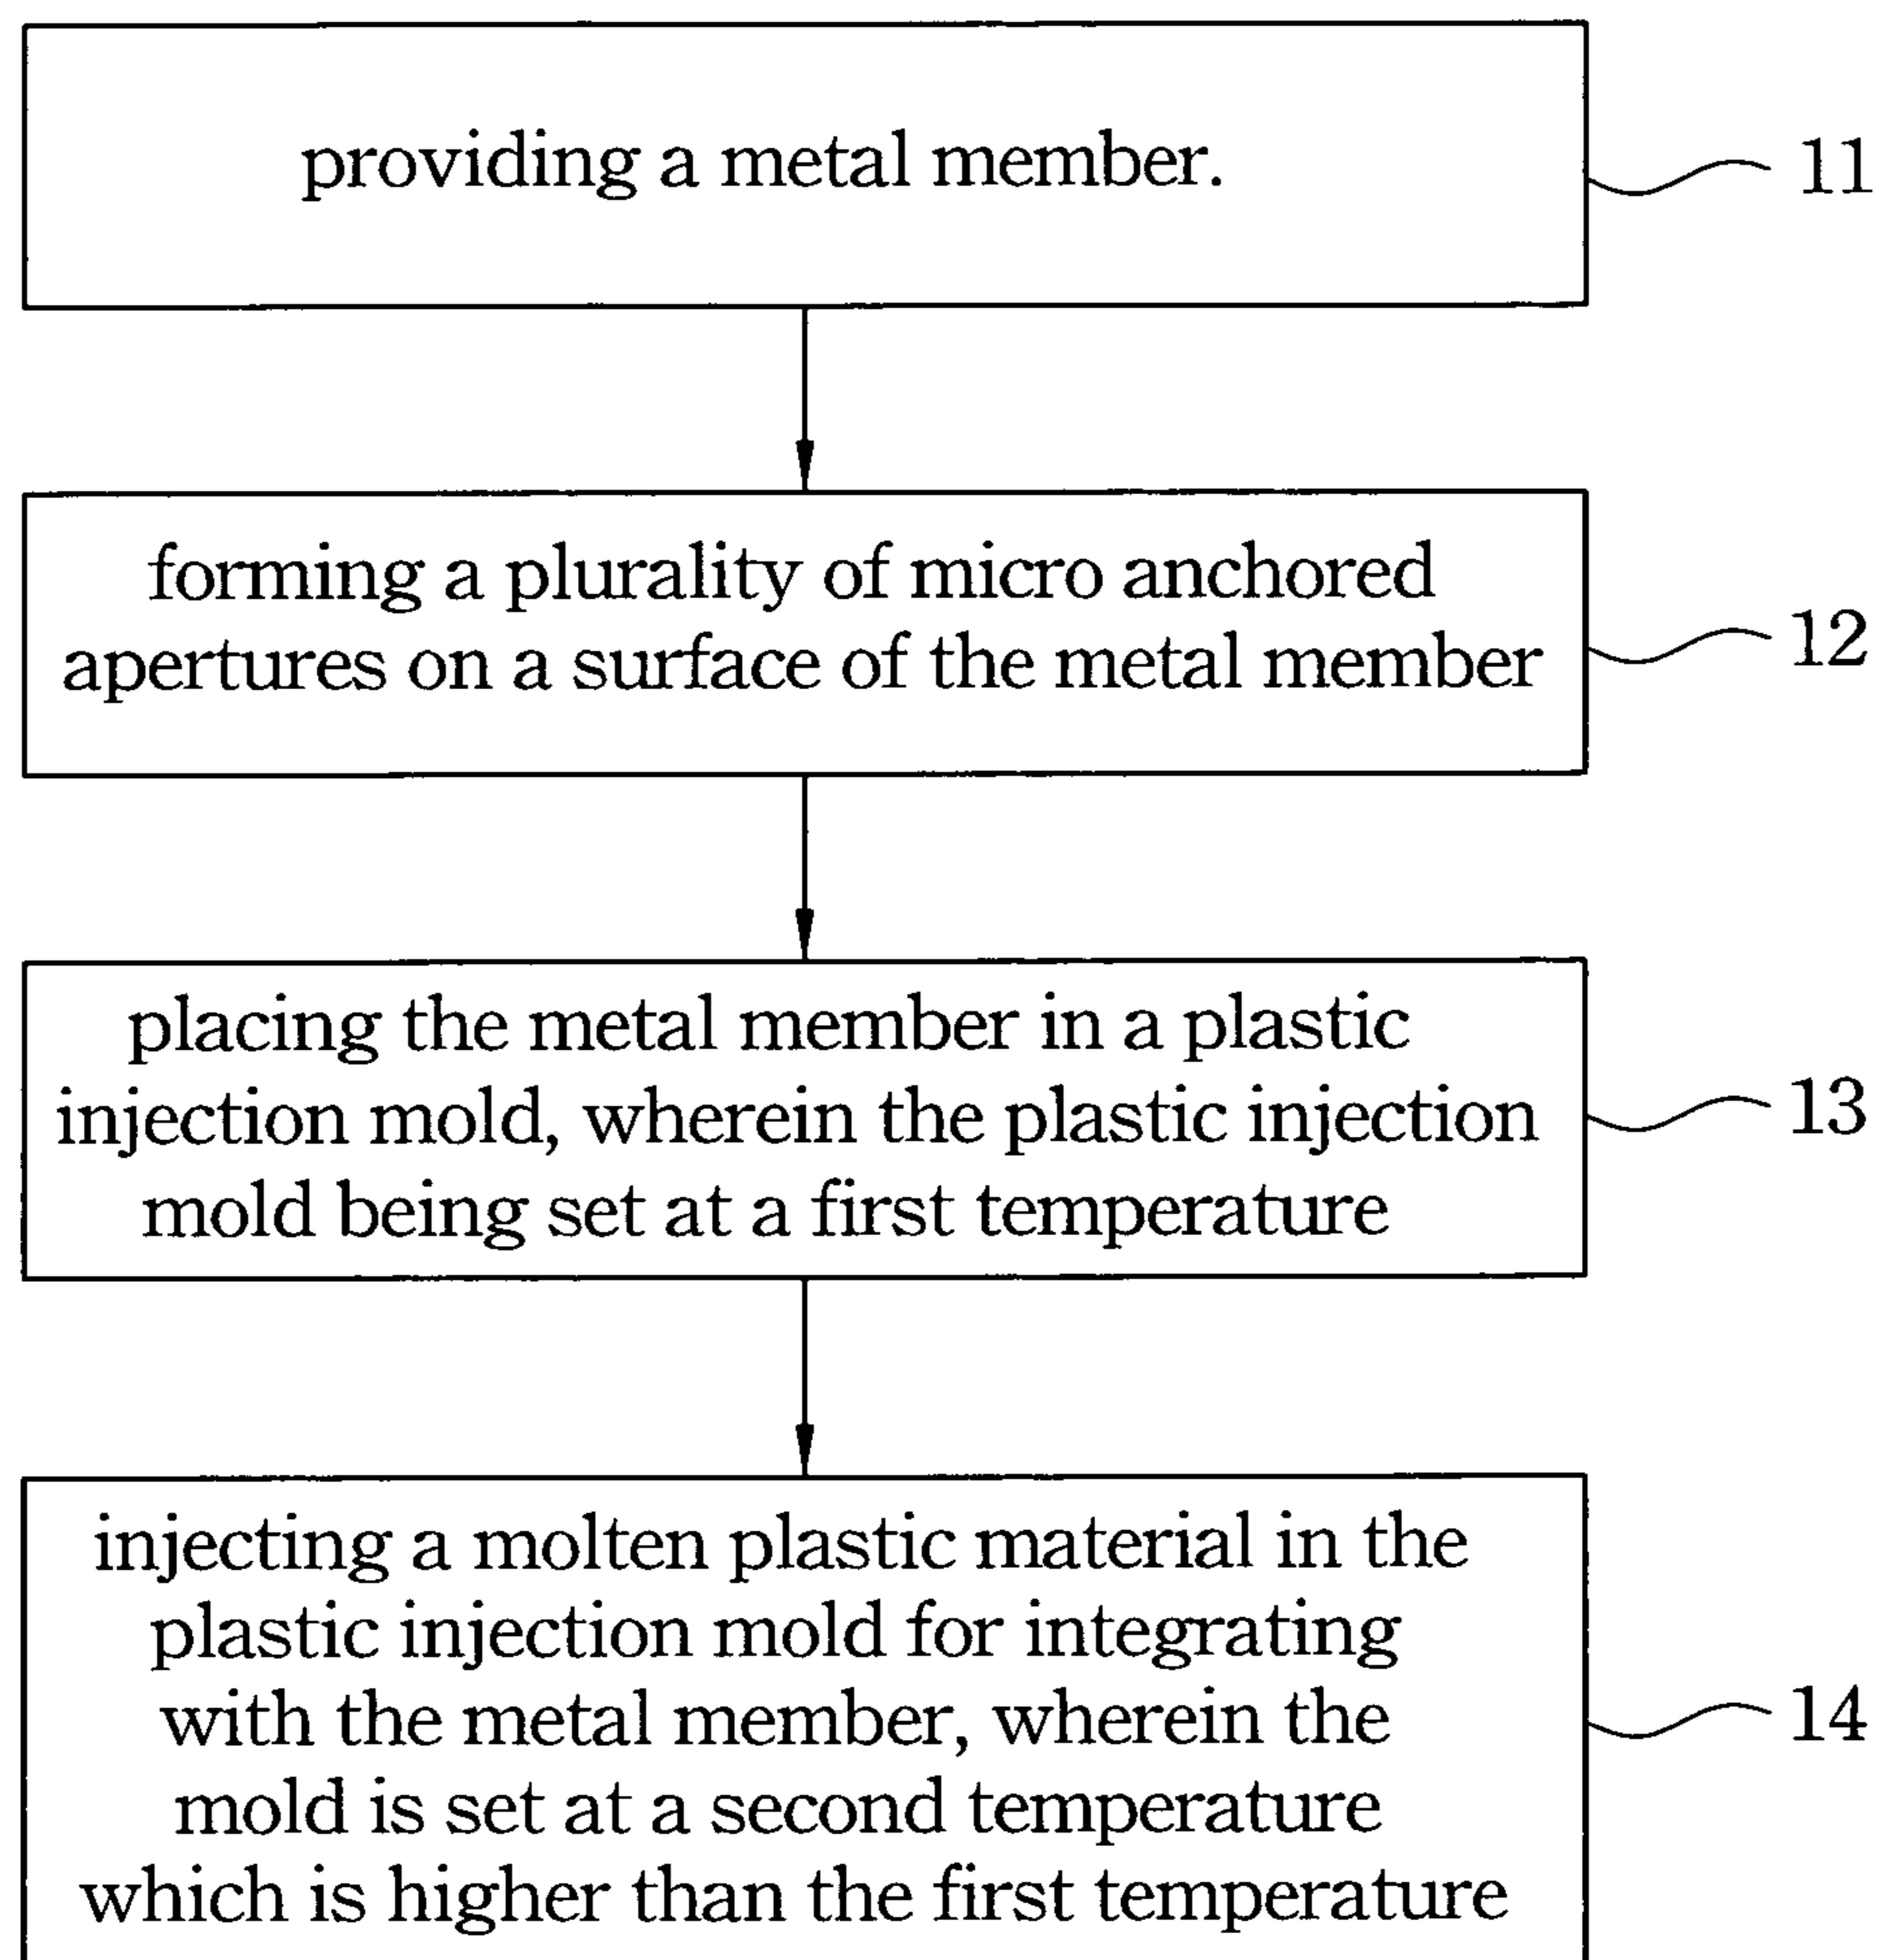 providing a metal member.
11
forming a plurality of micro anchored
apertures on a surface of the metal member
12
placing the metal member in a plastic
injection mold, wherein the plastic injection
mold being set at a first temperature
13
injecting a molten plastic material in the
plastic injection mold for integrating
with the metal member, wherein the
mold is set at a second temperature
which is higher than the first temperature
14